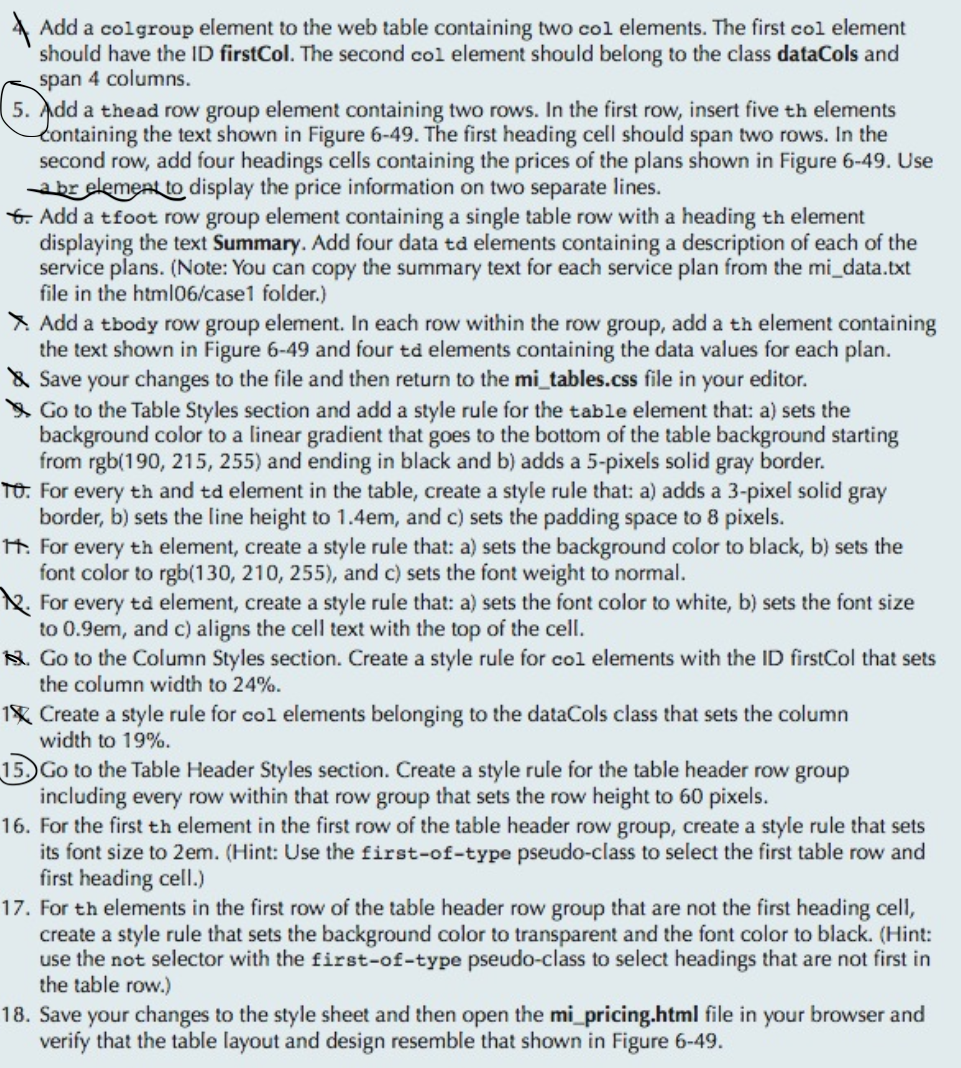 4. Add a colgroup element to the web table containing two col elements. The first col element
should have the ID firstCol. The second col element should belong to the class dataCols and
span 4 columns.
5. Add a thead row group element containing two rows. In the first row, insert five th elements
containing the text shown in Figure 6-49. The first heading cell should span two rows. In the
second row, add four headings cells containing the prices of the plans shown in Figure 6-49. Use
a br element to display the price information on two separate lines.
6. Add a tfoot row group element containing a single table row with a heading th element
displaying the text Summary. Add four data td elements containing a description of each of the
service plans. (Note: You can copy the summary text for each service plan from the mi_data.txt
file in the html06/case1 folder.)
7. Add a tbody row group element. In each row within the row group, add a th element containing
the text shown in Figure 6-49 and four td elements containing the data values for each plan.
8. Save your changes to the file and then return to the mi_tables.css file in your editor.
9. Go to the Table Styles section and add a style rule for the table element that: a) sets the
background color to a linear gradient that goes to the bottom of the table background starting
from rgb(190, 215, 255) and ending in black and b) adds a 5-pixels solid gray border.
10. For every th and td element in the table, create a style rule that: a) adds a 3-pixel solid gray
border, b) sets the line height to 1.4em, and c) sets the padding space to 8 pixels.
11. For every th element, create a style rule that: a) sets the background color to black, b) sets the
font color to rgb(130, 210, 255), and c) sets the font weight to normal.
12. For every td element, create a style rule that: a) sets the font color to white, b) sets the font size
to 0.9em, and c) aligns the cell text with the top of the cell.
13. Go to the Column Styles section. Create a style rule for col elements with the ID firstCol that sets
the column width to 24%.
14. Create a style rule for col elements belonging to the dataCols class that sets the column
width to 19%.
15. Go to the Table Header Styles section. Create a style rule for the table header row group
including every row within that row group that sets the row height to 60 pixels.
16. For the first th element in the first row of the table header row group, create a style rule that sets
its font size to 2em. (Hint: Use the first-of-type pseudo-class to select the first table row and
first heading cell.)
17. For th elements in the first row of the table header row group that are not the first heading cell,
create a style rule that sets the background color to transparent and the font color to black. (Hint:
use the not selector with the first-of-type pseudo-class to select headings that are not first in
the table row.)
18. Save your changes to the style sheet and then open the mi_pricing.html file in your browser and
verify that the table layout and design resemble that shown in Figure 6-49.